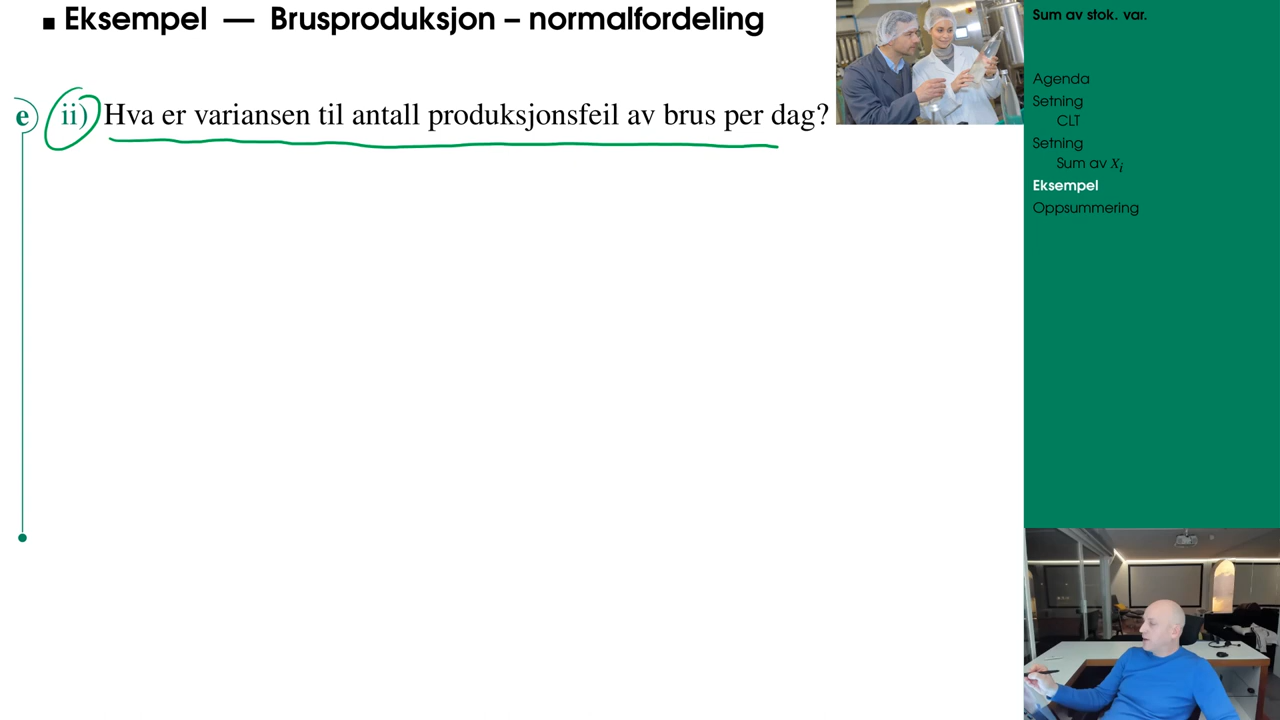 ■ Eksempel — Brusproduksjon – normalfordeling
e) ii) Hva er variansen til antall produksjonsfeil av brus per dag?
Sum av stok. var.
Agenda
Setning
CLT
Setning
Sum av Xᵢ
Eksempel
Oppsummering